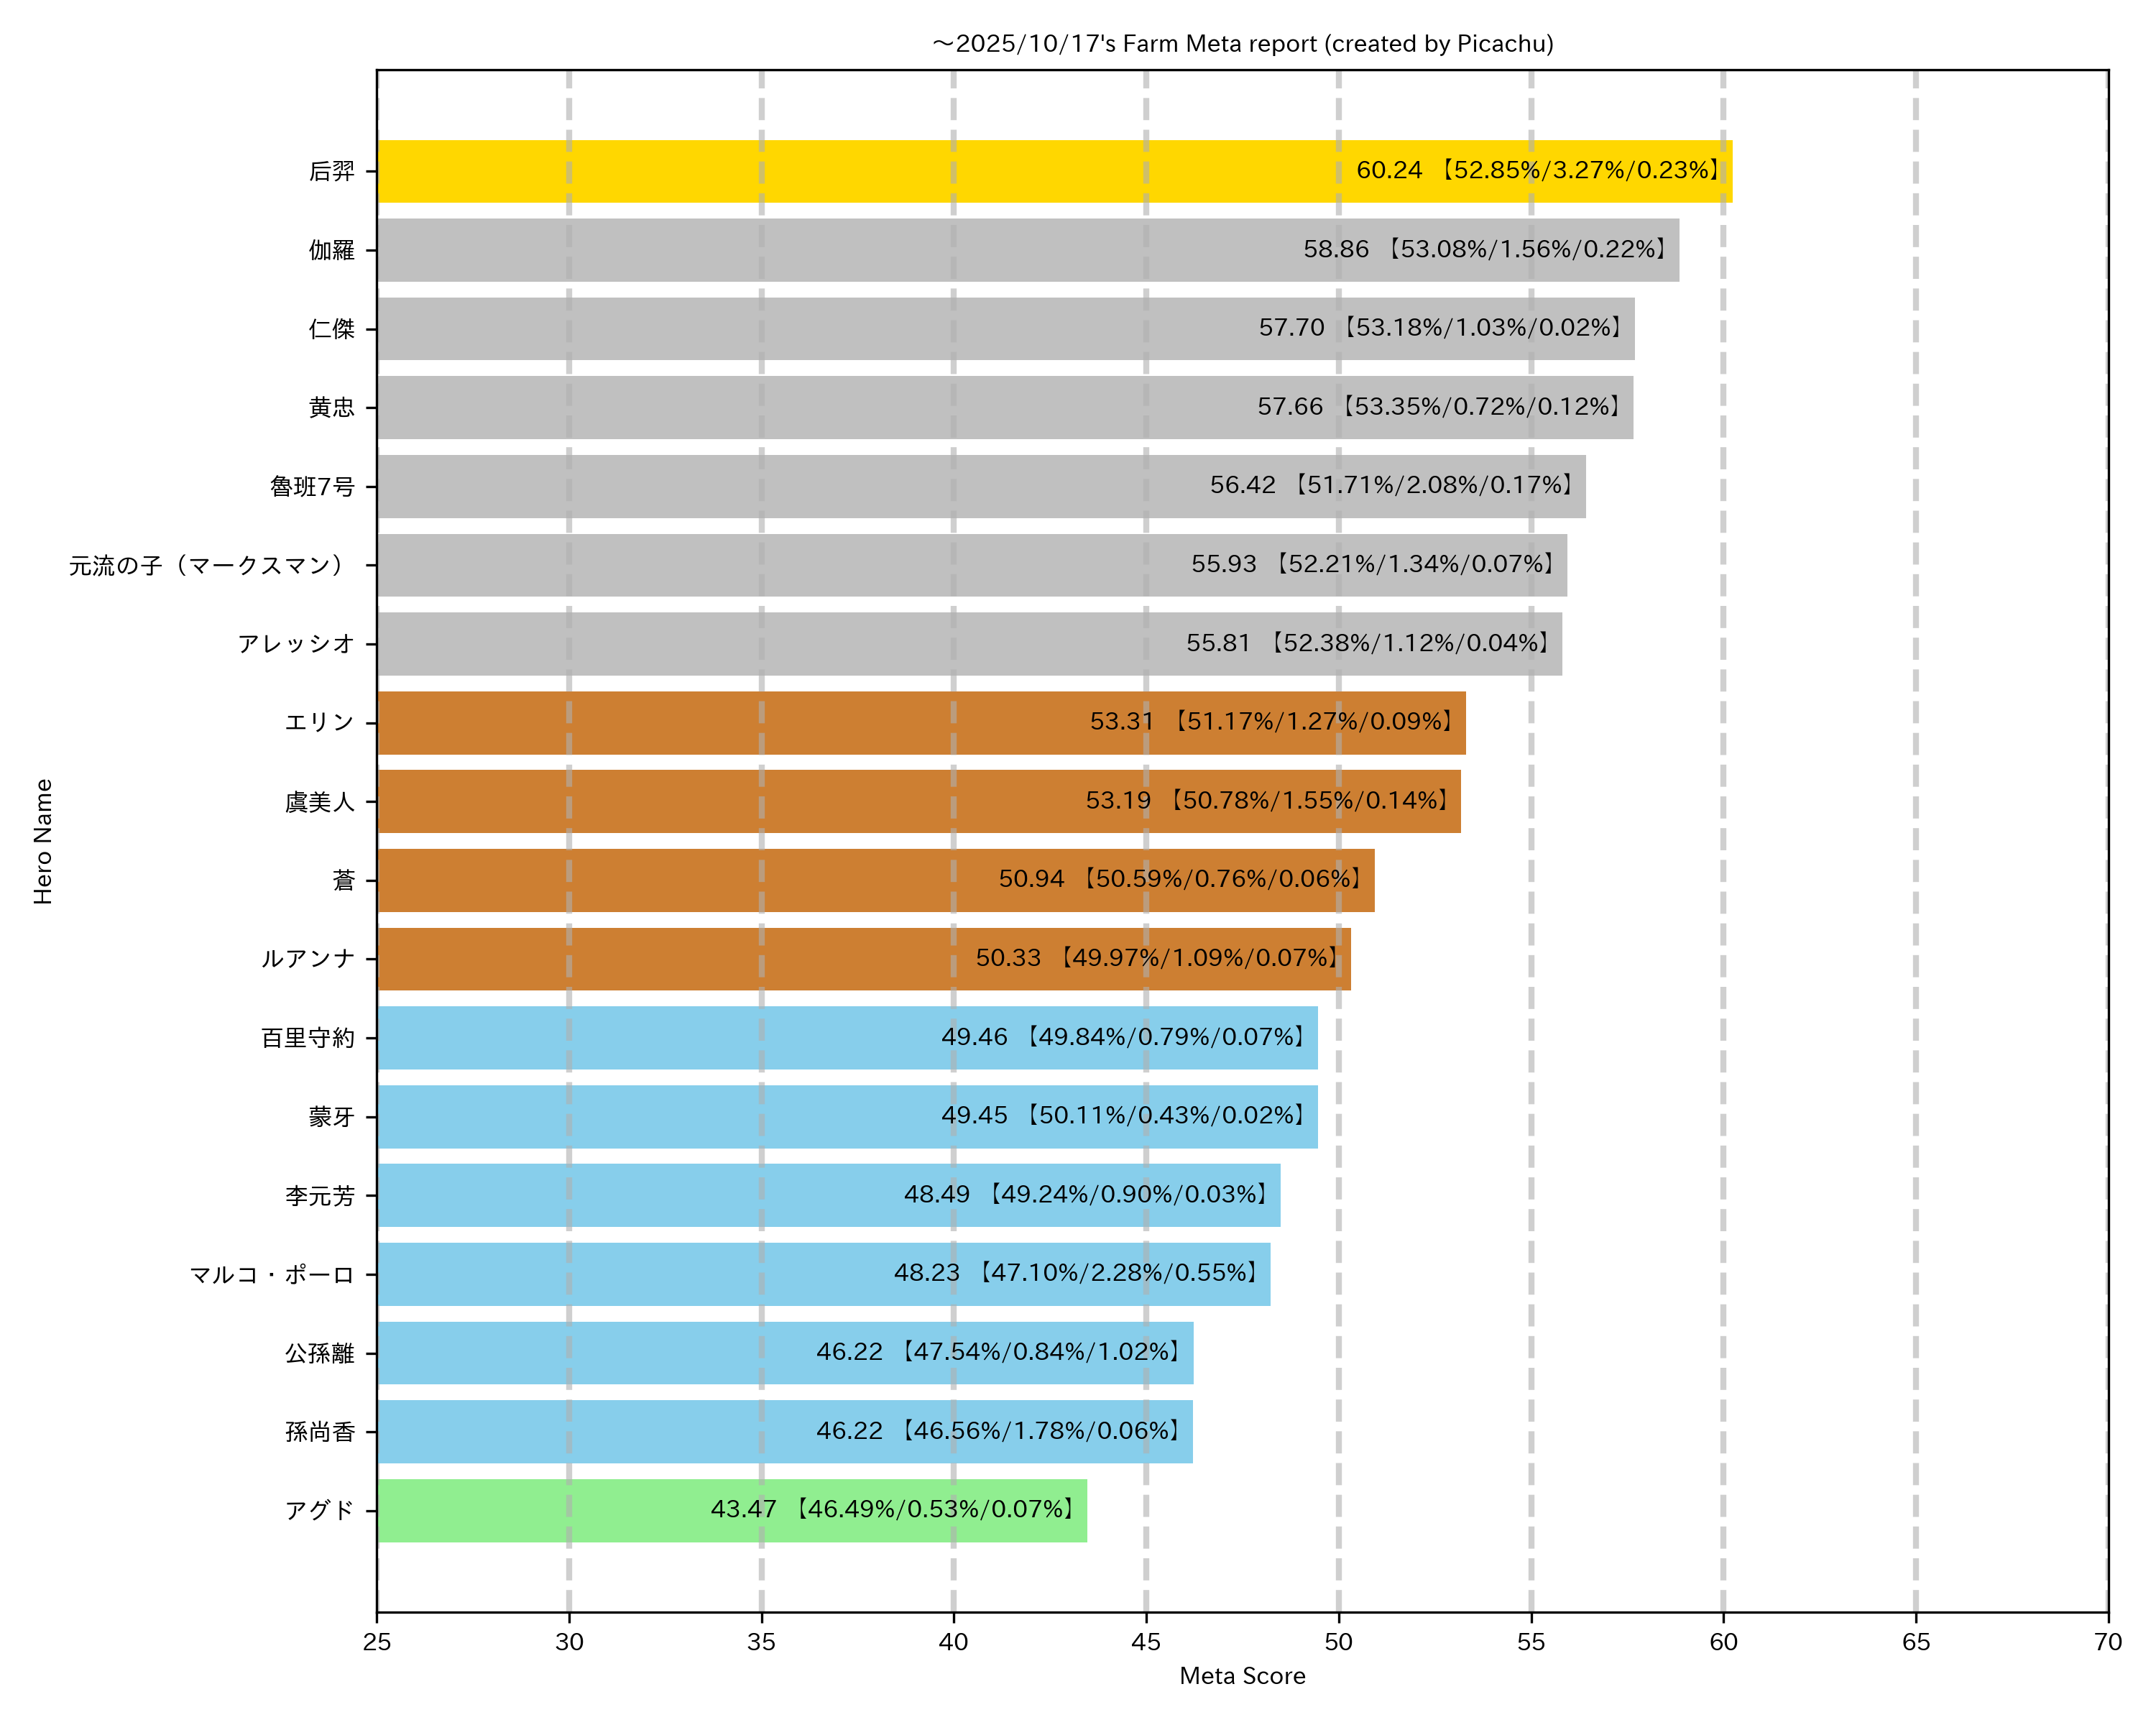 ～2025/10/17's Farm Meta report (created by Picachu)
Hero Name
后羿 60.24 【52.85%/3.27%/0.23%】
伽羅 58.86 【53.08%/1.56%/0.22%】
仁傑 57.70 【53.18%/1.03%/0.02%】
黄忠 57.66 【53.35%/0.72%/0.12%】
魯班7号 56.42 【51.71%/2.08%/0.17%】
元流の子（マークスマン） 55.93 【52.21%/1.34%/0.07%】
アレッシオ 55.81 【52.38%/1.12%/0.04%】
エリン 53.31 【51.17%/1.27%/0.09%】
虞美人 53.19 【50.78%/1.55%/0.14%】
蒼 50.94 【50.59%/0.76%/0.06%】
ルアンナ 50.33 【49.97%/1.09%/0.07%】
百里守約 49.46 【49.84%/0.79%/0.07%】
蒙牙 49.45 【50.11%/0.43%/0.02%】
李元芳 48.49 【49.24%/0.90%/0.03%】
マルコ・ポーロ 48.23 【47.10%/2.28%/0.55%】
公孫離 46.22 【47.54%/0.84%/1.02%】
孫尚香 46.22 【46.56%/1.78%/0.06%】
アグド 43.47 【46.49%/0.53%/0.07%】
25 30 35 40 45 50 55 60 65 70
Meta Score